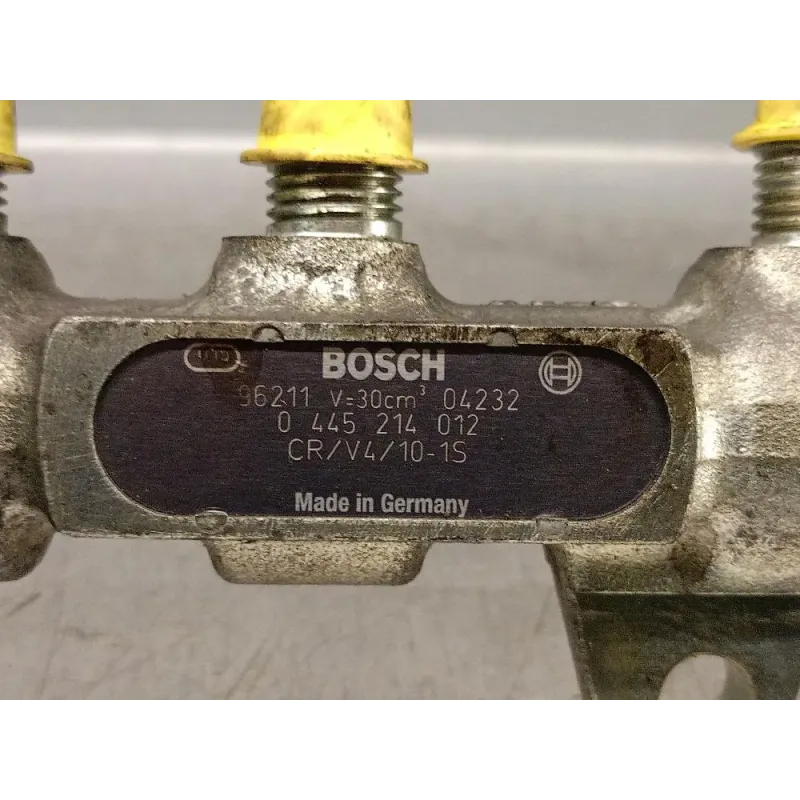 BOSCH
96211 V=30cm³ 04232
0 445 214 012
CR/V4/10-1S
Made in Germany